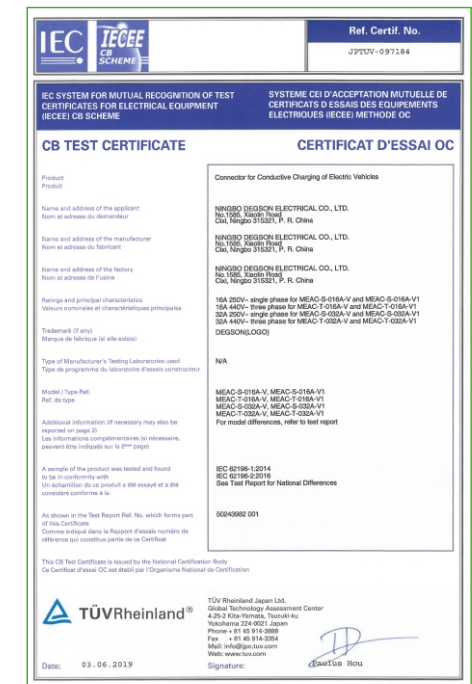 IEC
IECEE
CB
SCHEME
Ref. Certif. No.
JPTUV-097184
IEC SYSTEM FOR MUTUAL RECOGNITION OF TEST
CERTIFICATES FOR ELECTRICAL EQUIPMENT
(IECEE) CB SCHEME
SYSTEME CEI D'ACCEPTATION MUTUELLE DE
CERTIFICATS D'ESSAIS DES EQUIPEMENTS
ELECTRIQUES (IECEE) METHODE OC
CB TEST CERTIFICATE
CERTIFICAT D'ESSAI OC
Product
Produit
Connector for Conductive Charging of Electric Vehicles
Name and address of the applicant
Nom et adresse du demandeur
NINGBO DEGSON ELECTRICAL CO., LTD.
No.1585, Xiaolin Road
Cixi, Ningbo 315321, P. R. China
Name and address of the manufacturer
Nom et adresse du fabricant
NINGBO DEGSON ELECTRICAL CO., LTD.
No.1585, Xiaolin Road
Cixi, Ningbo 315321, P. R. China
Name and address of the factory
Nom et adresse de l'usine
NINGBO DEGSON ELECTRICAL CO., LTD.
No.1585, Xiaolin Road
Cixi, Ningbo 315321, P. R. China
Ratings and principal characteristics
Valeurs nominales et caractéristiques principales
16A 250V~ single phase for MEAC-S-016A-V and MEAC-S-016A-V1
16A 440V~ three phase for MEAC-T-016A-V and MEAC-T-016A-V1
32A 250V~ single phase for MEAC-S-032A-V and MEAC-S-032A-V1
32A 440V~ three phase for MEAC-T-032A-V and MEAC-T-032A-V1
Trademark (if any)
Marque de fabrique (si elle existe)
DEGSON(LOGO)
Type of Manufacturer's Testing Laboratories used
Type de programme du laboratoire d'essais constructeur
N/A
Model / Type Ref.
Ref. de type
MEAC-S-016A-V, MEAC-S-016A-V1
MEAC-T-016A-V, MEAC-T-016A-V1
MEAC-S-032A-V, MEAC-S-032A-V1
MEAC-T-032A-V, MEAC-T-032A-V1
Additional information (if necessary may also be
reported on page 2)
Les informations complémentaires (si nécessaire,
peuvent être indiqués sur la 2ème page)
For model differences, refer to test report
A sample of the product was tested and found
to be in conformity with
Un échantillon de ce produit a été essayé et a été
considéré conforme à la
IEC 62196-1:2014
IEC 62196-2:2016
See Test Report for National Differences
As shown in the Test Report Ref. No. which forms part
of this Certificate
Comme indiqué dans le Rapport d'essais numéro de
référence qui constitue partie de ce Certificat
50243982 001
This CB Test Certificate is issued by the National Certification Body
Ce Certificat d'essai OC est établi par l'Organisme National de Certification
TÜVRheinland®
TÜV Rheinland Japan Ltd.
Global Technology Assessment Center
4-25-2 Kita-Yamata, Tsuzuki-ku
Yokohama 224-0021 Japan
Phone + 81 45 914-3888
Fax + 81 45 914-3354
Mail: info@jpn.tuv.com
Web: www.tuv.com
Date: 03.06.2019
Signature: Paulus Hou